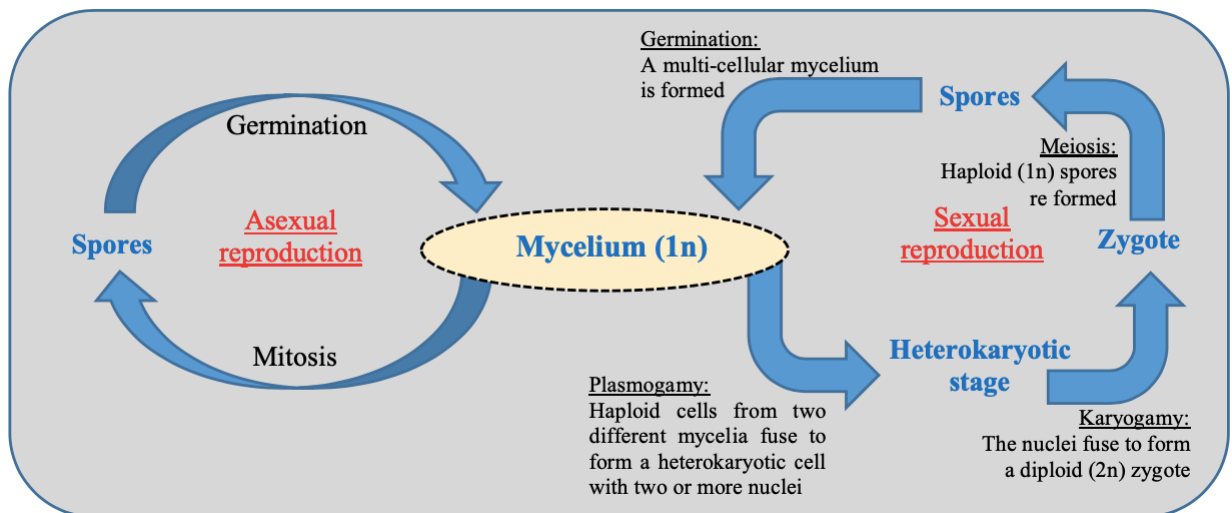 Germination
Asexual
reproduction
Spores
Mitosis
Mycelium (1n)
Germination:
A multi-cellular mycelium
is formed
Spores
Meiosis:
Haploid (1n) spores
re formed
Sexual
reproduction
Zygote
Heterokaryotic
stage
Plasmogamy:
Haploid cells from two
different mycelia fuse to
form a heterokaryotic cell
with two or more nuclei
Karyogamy:
The nuclei fuse to form
a diploid (2n) zygote